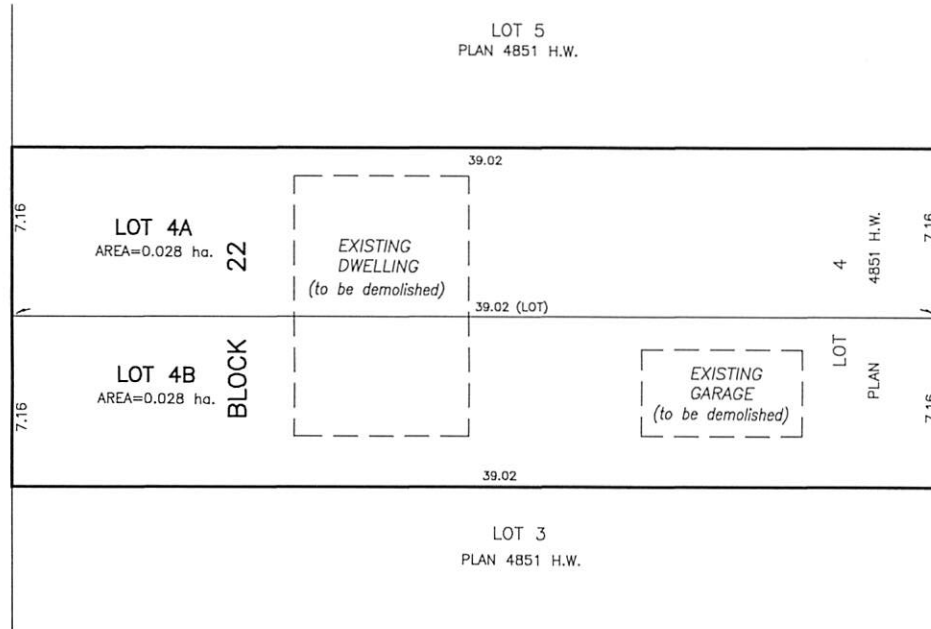 LOT 5
PLAN 4851 H.W.
39.02
7.16
LOT 4A
AREA=0.028 ha.
BLOCK 22
EXISTING
DWELLING
(to be demolished)
LOT 4
PLAN 4851 H.W.
7.16
39.02 (LOT)
7.16
LOT 4B
AREA=0.028 ha.
EXISTING
GARAGE
(to be demolished)
7.16
39.02
LOT 3
PLAN 4851 H.W.